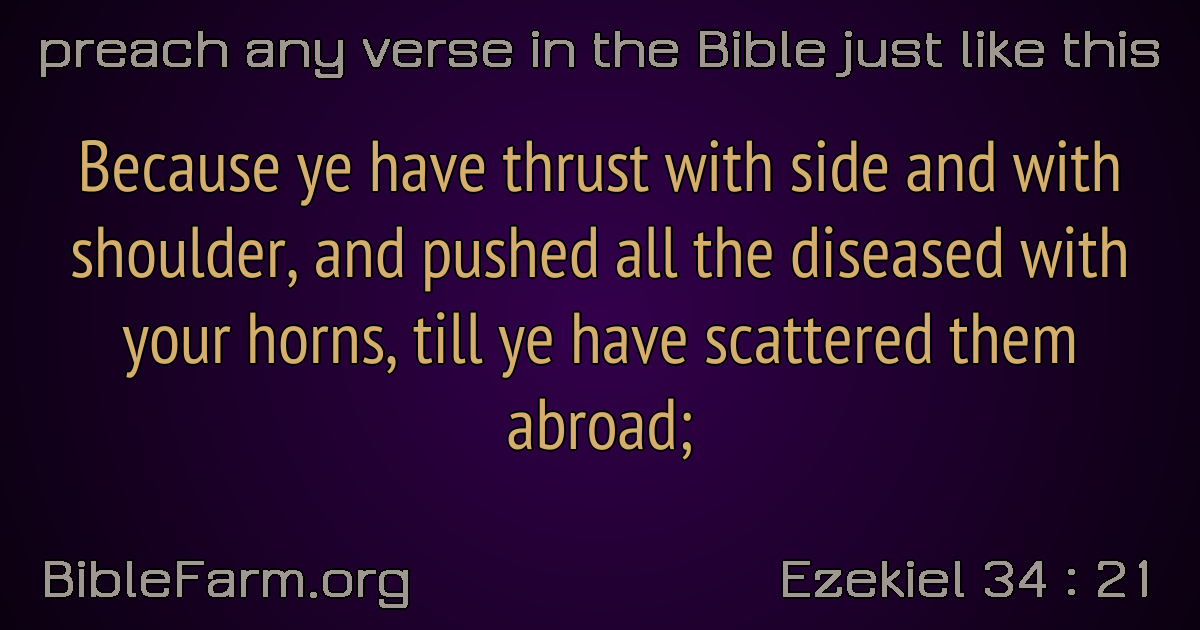 preach any verse in the Bible just like this
Because ye have thrust with side and with
shoulder, and pushed all the diseased with
your horns, till ye have scattered them
abroad;
BibleFarm.org
Ezekiel 34 : 21